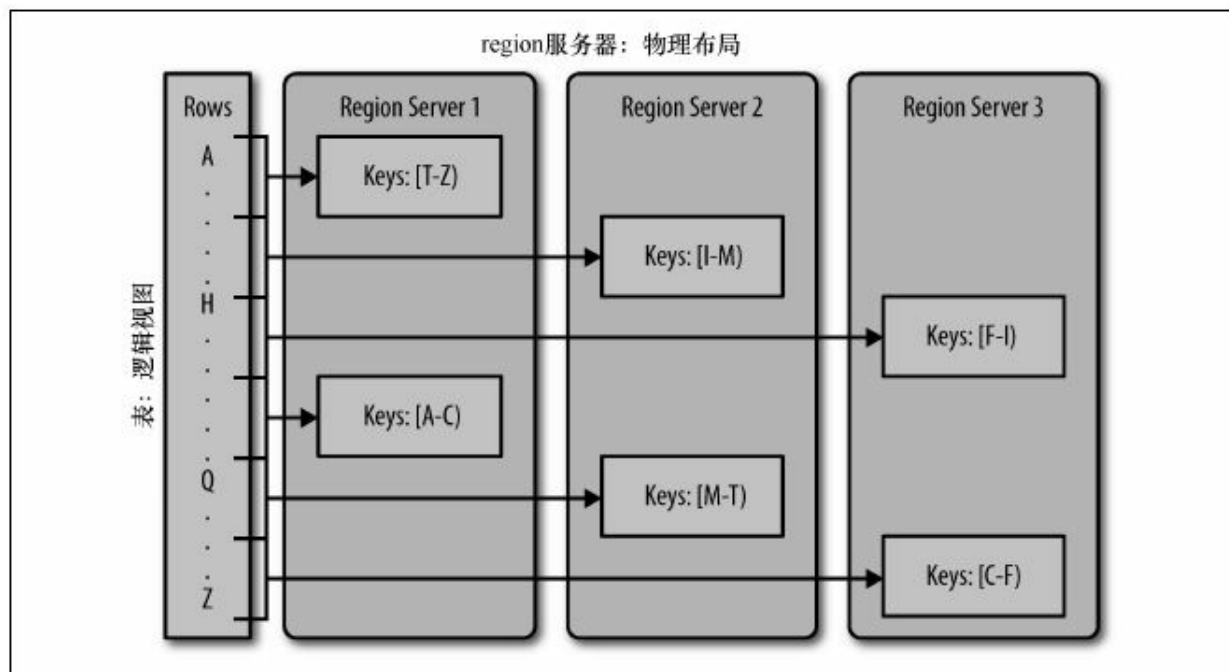 region服务器：物理布局
表：逻辑视图
Rows
A
.
.
.
.
H
.
.
.
.
.
Q
.
.
.
Z
Region Server 1
Keys: [T-Z)
Keys: [A-C)
Region Server 2
Keys: [I-M)
Keys: [M-T)
Region Server 3
Keys: [F-I)
Keys: [C-F)